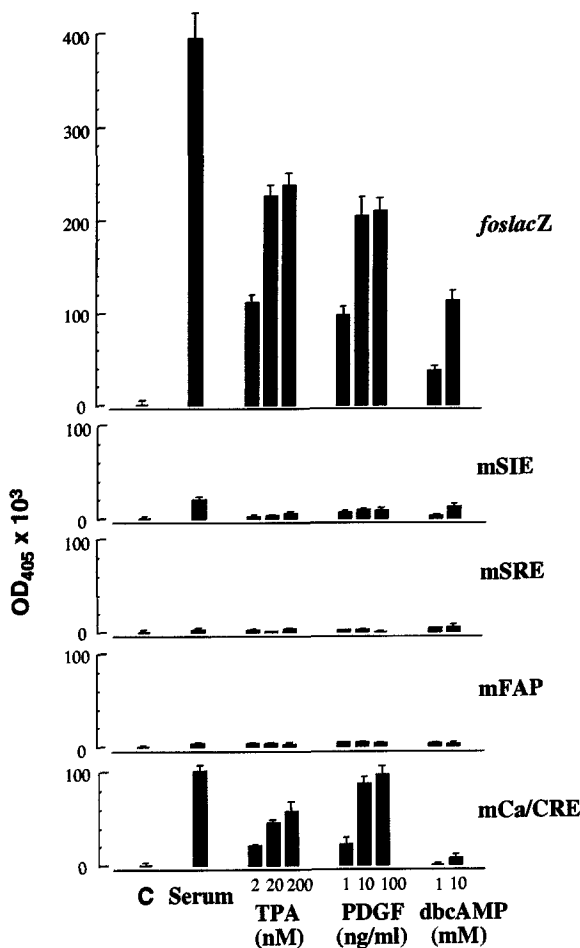 400
300
200
100
0
foslacZ
100
0
mSIE
100
0
mSRE
100
0
mFAP
100
0
mCa/CRE
OD405 x 10³
C Serum 2 20 200 1 10 100 1 10
TPA PDGF dbcAMP
(nM) (ng/ml) (mM)